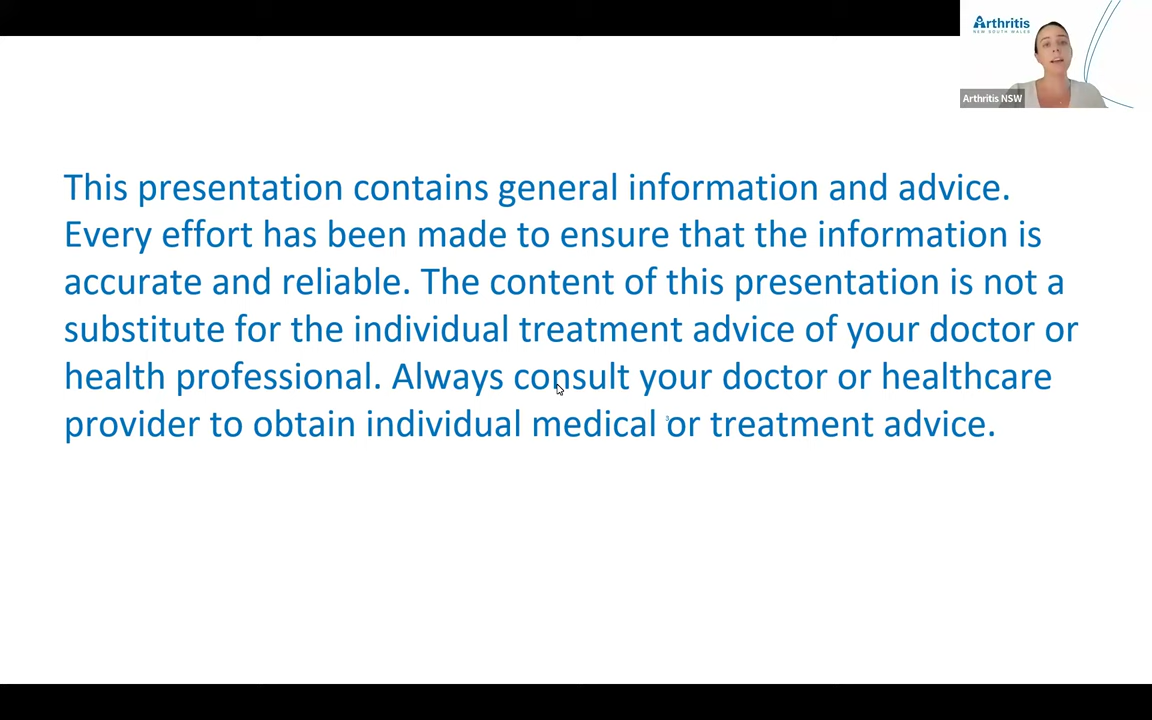 Arthritis
NEW SOUTH WALES
Arthritis NSW
This presentation contains general information and advice.
Every effort has been made to ensure that the information is
accurate and reliable. The content of this presentation is not a
substitute for the individual treatment advice of your doctor or
health professional. Always consult your doctor or healthcare
provider to obtain individual medical or treatment advice.
3